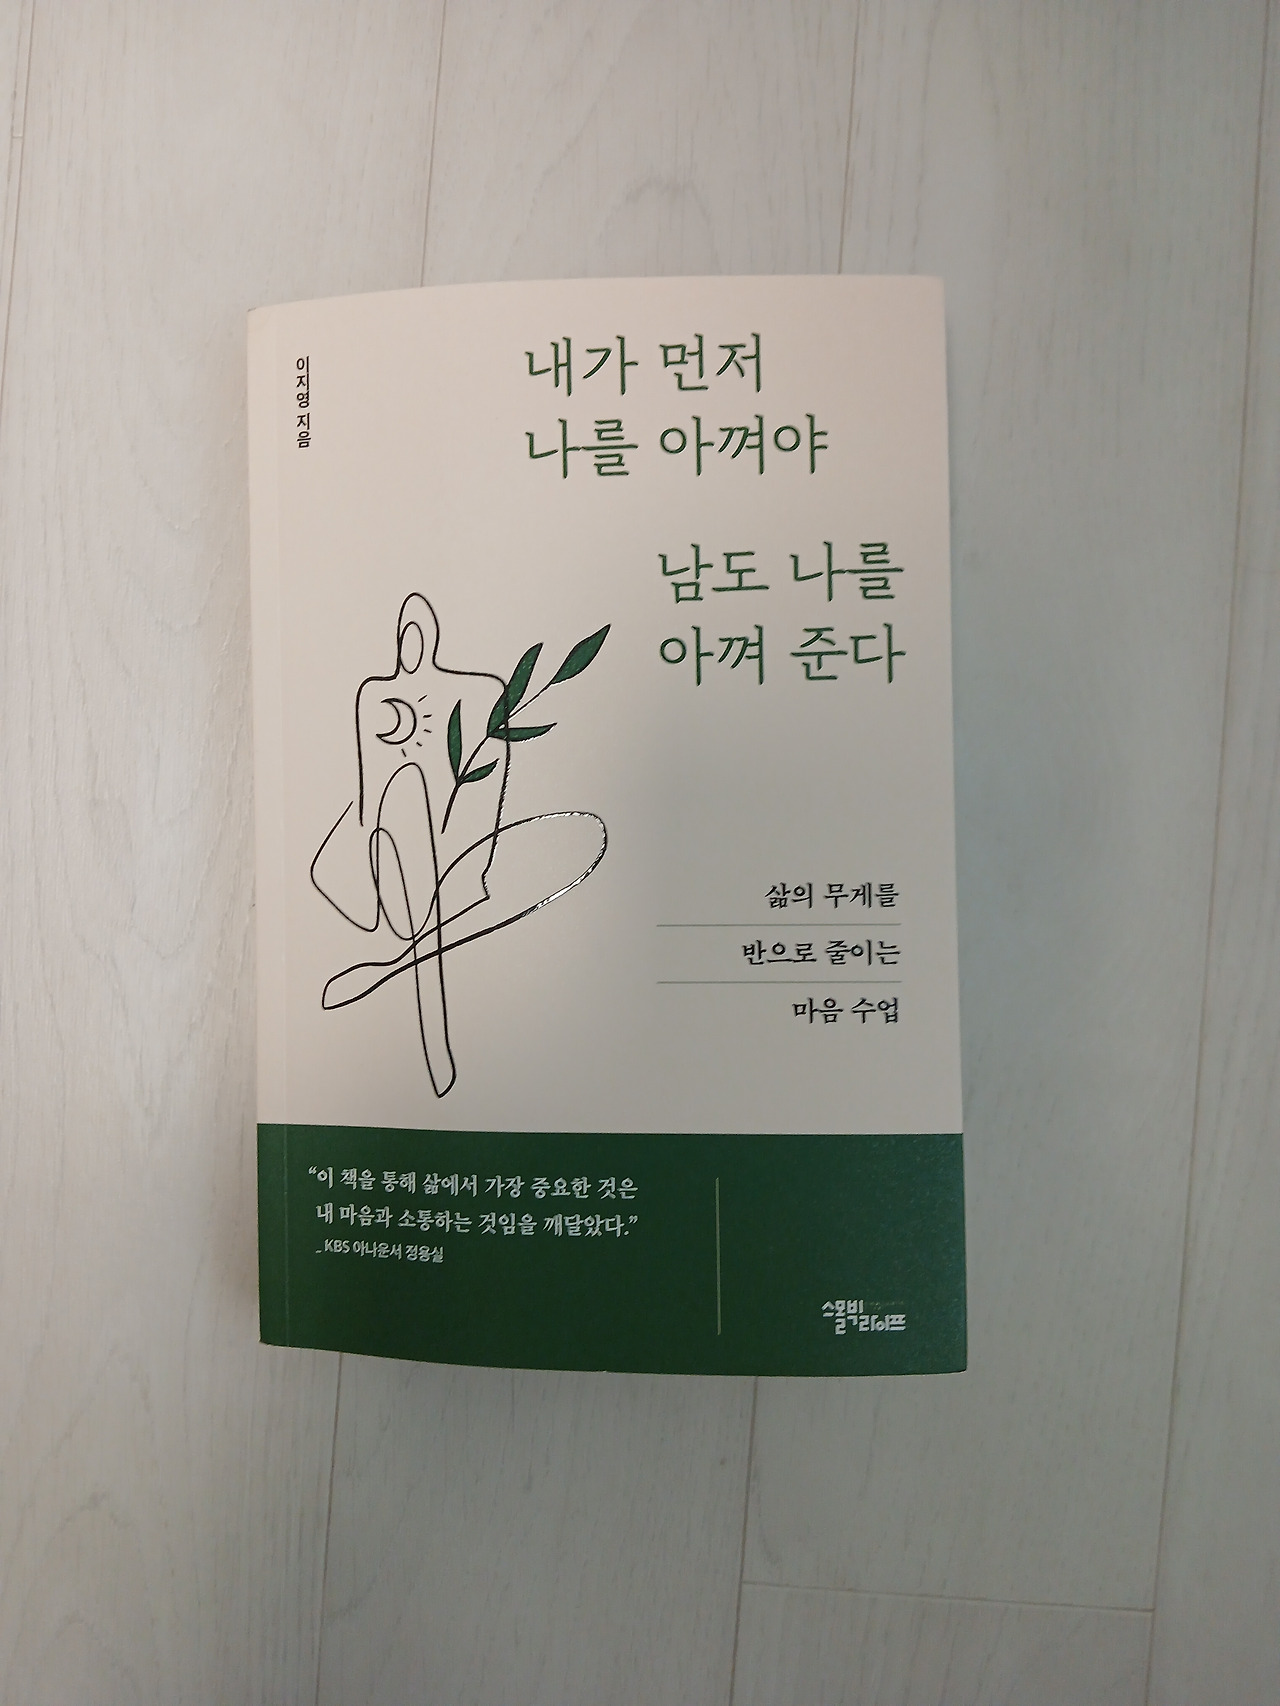 이지영 지음
내가 먼저
나를 아껴야
남도 나를
아껴 준다
삶의 무게를
반으로 줄이는
마음 수업
“이 책을 통해 삶에서 가장 중요한 것은
내 마음과 소통하는 것임을 깨달았다.”
_ KBS 아나운서 정용실
스몰빅
라이프